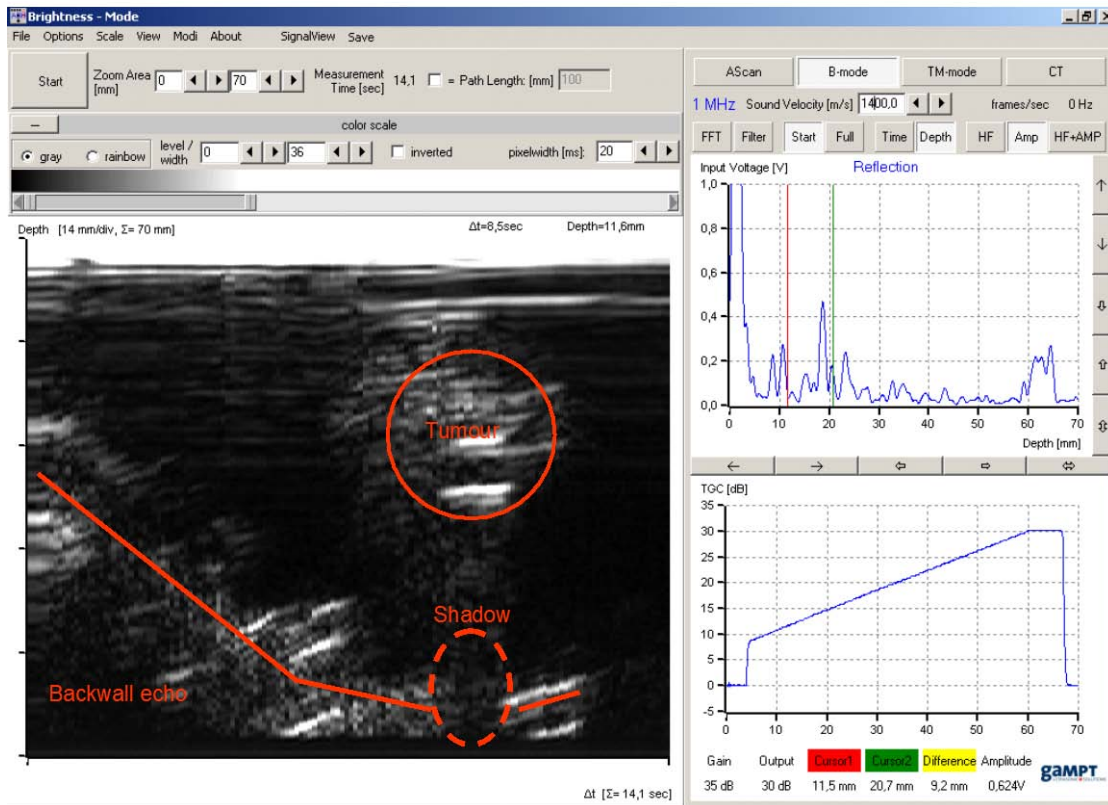 Brightness - Mode
File Options Scale View Modi About SignalView Save
Start
Zoom Area [mm] 0 70
Measurement Time [sec] 14,1 = Path Length: [mm] 100
color scale
gray rainbow level / width 0 36 inverted pixelwidth [ms]: 20
Depth [14 mm/div, Σ= 70 mm] Δt=8,5sec Depth=11,6mm
Tumour
Shadow
Backwall echo
Δt [Σ= 14,1 sec]
AScan B-mode TM-mode CT
1 MHz Sound Velocity [m/s] 1400,0 frames/sec 0 Hz
FFT Filter Start Full Time Depth HF Amp HF+AMP
Input Voltage [V] Reflection
1,0
0,8
0,6
0,4
0,2
0,0
0 10 20 30 40 50 60 70
Depth [mm]
TGC [dB]
35
30
25
20
15
10
5
0
-5
0 10 20 30 40 50 60 70
Gain Output Cursor1 Cursor2 Difference Amplitude
35 dB 30 dB 11,5 mm 20,7 mm 9,2 mm 0,624V
gAMPT